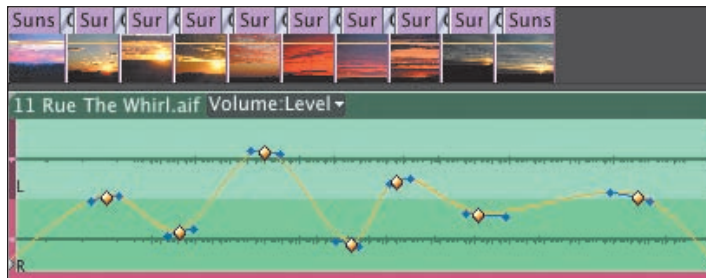 Suns Sur Sur Sur Sur Sur Sur Sur Sur Suns
11 Rue The Whirl.aif Volume:Level
L
R